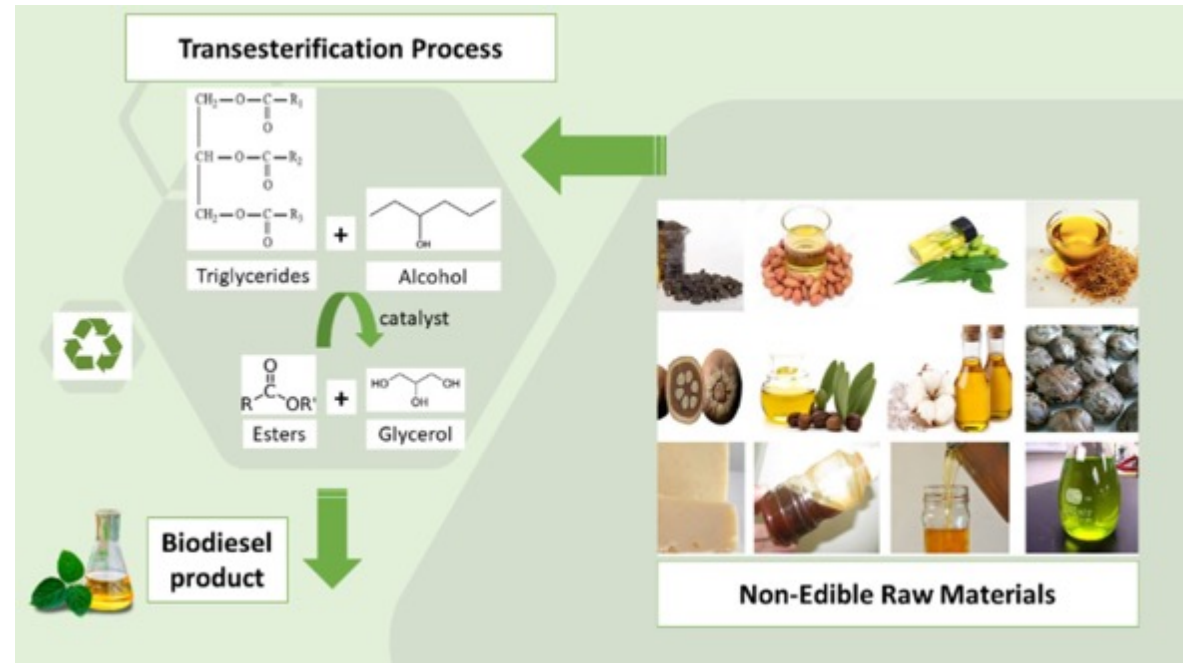 Transesterification Process
CH₂—O—C—R₁
O
CH—O—C—R₂
O
CH₂—O—C—R₃
O
+
OH
Triglycerides
Alcohol
catalyst
O
C
R
OR'
+
HO
OH
OH
Esters
Glycerol
Biodiesel
product
Non-Edible Raw Materials